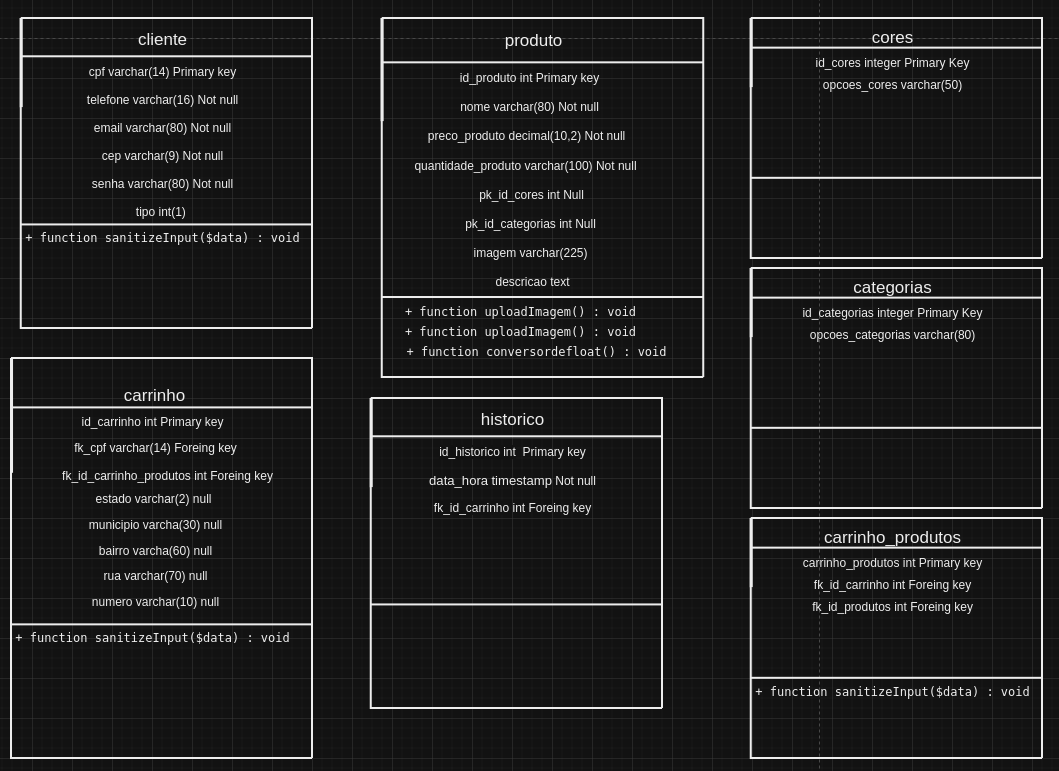 cliente
cpf varchar(14) Primary key
telefone varchar(16) Not null
email varchar(80) Not null
cep varchar(9) Not null
senha varchar(80) Not null
tipo int(1)
+ function sanitizeInput($data) : void
produto
id_produto int Primary key
nome varchar(80) Not null
preco_produto decimal(10,2) Not null
quantidade_produto varchar(100) Not null
pk_id_cores int Null
pk_id_categorias int Null
imagem varchar(225)
descricao text
+ function uploadImagem() : void
+ function uploadImagem() : void
+ function conversordefloat() : void
cores
id_cores integer Primary Key
opcoes_cores varchar(50)
categorias
id_categorias integer Primary Key
opcoes_categorias varchar(80)
carrinho
id_carrinho int Primary key
fk_cpf varchar(14) Foreing key
fk_id_carrinho_produtos int Foreing key
estado varchar(2) null
municipio varcha(30) null
bairro varcha(60) null
rua varchar(70) null
numero varchar(10) null
+ function sanitizeInput($data) : void
historico
id_historico int  Primary key
data_hora timestamp Not null
fk_id_carrinho int Foreing key
carrinho_produtos
carrinho_produtos int Primary key
fk_id_carrinho int Foreing key
fk_id_produtos int Foreing key
+ function sanitizeInput($data) : void